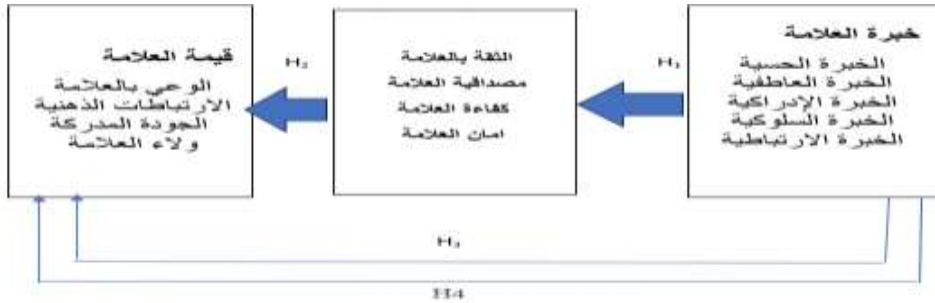 خبرة العلامة
الخبرة الحسية
الخبرة العاطفية
الخبرة الإدراكية
الخبرة السلوكية
الخبرة الارتباطية
H₁
الثقة بالعلامة
مصداقية العلامة
كفاءة العلامة
امان العلامة
H₂
قيمة العلامة
الوعي بالعلامة
الارتباطات الذهنية
الجودة المدركة
ولاء العلامة
H₃
H4